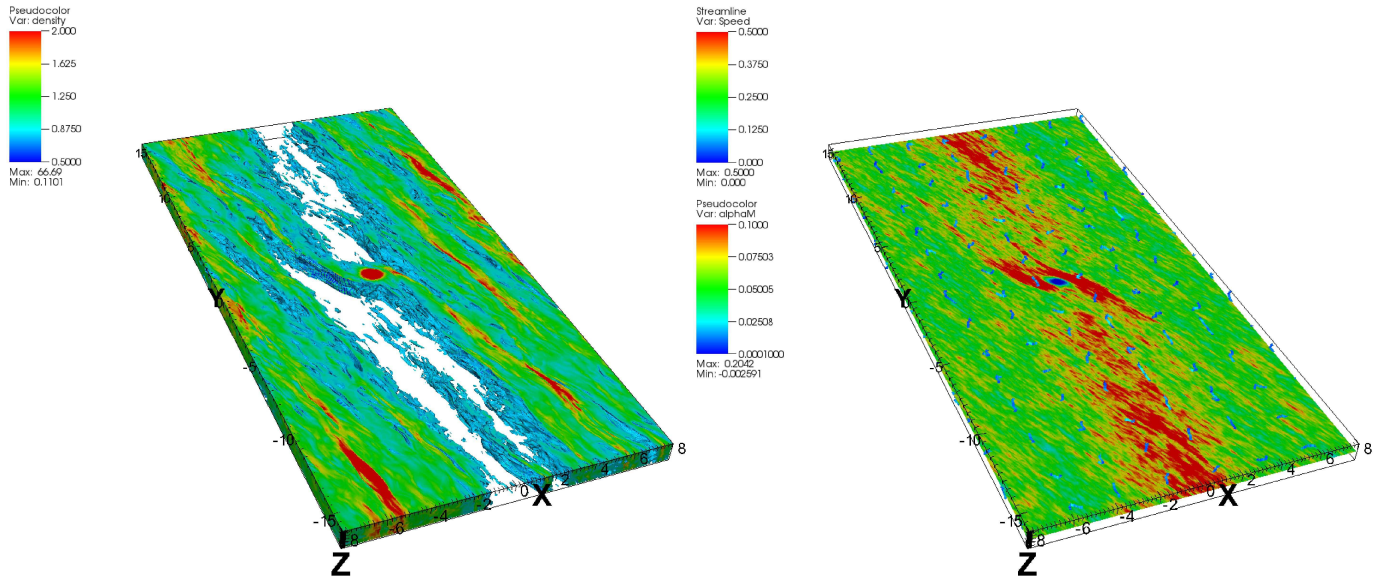 Pseudocolor
Var: density
2.000
1.625
1.250
0.8750
0.5000
Max: 66.69
Min: 0.1101
15
10
5
Y
-5
-10
-15
Z
-8
-6
-4
-2
0
X
2
4
6
8
Streamline
Var: Speed
0.5000
0.3750
0.2500
0.1250
0.000
Max: 0.5000
Min: 0.000
Pseudocolor
Var: alphaM
0.1000
0.07503
0.05005
0.02508
0.0001000
Max: 0.2042
Min: -0.002591
15
10
5
Y
-5
-10
-15
Z
-8
-6
-4
-2
0
X
2
4
6
8